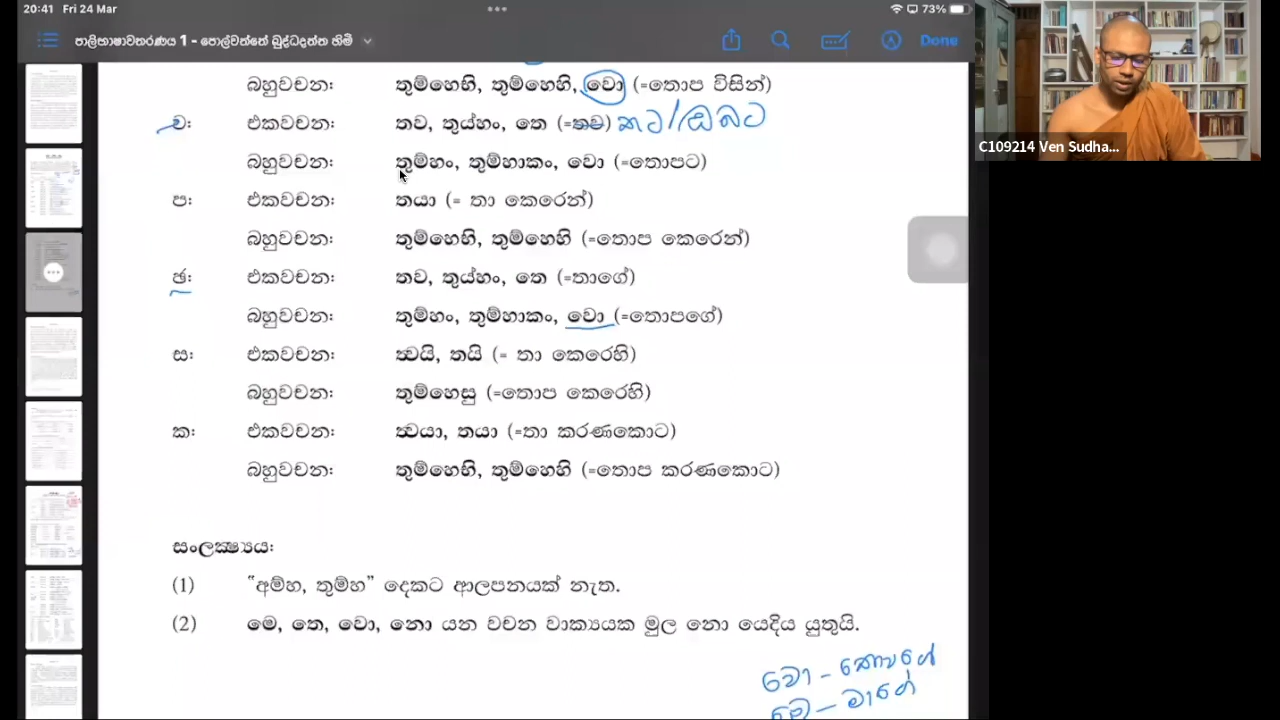 20:41 Fri 24 Mar
73%
පාලිභාෂාවතරණය 1 - පොල්වත්තේ බුද්ධදත්ත හිමි
Done
බහුවචන: තුම්හෙභි, තුම්හෙහි, වො (=තොප විසින්)
ච: එකවචන: තව, තුය්හං, තෙ (=තව) තට/ඔබට
බහුවචන: තුම්හං, තුම්හාකං, වො (=තොපට)
ප: එකවචන: තයා (= තා කෙරෙන්)
බහුවචන: තුම්හෙභි, තුම්හෙහි (=තොප කෙරෙන්)
ඡ: එකවචන: තව, තුය්හං, තෙ (=තාගේ)
බහුවචන: තුම්හං, තුම්හාකං, වො (=තොපගේ)
ස: එකවචන: ත්‍වයි, තයි (= තා කෙරෙහි)
බහුවචන: තුම්හෙසු (=තොප කෙරෙහි)
ක: එකවචන: ත්‍වයා, තයා (=තා කරණකොට)
බහුවචන: තුම්හෙභි, තුම්හෙහි (=තොප කරණකොට)
සංලක්‍ෂ්‍යය:
(1) “අම්හ, තුම්හ” දෙකට ආලපනයක් නැත.
(2) මෙ, තෙ, වො, නො යන වචන වාක්‍යයක මුල නො යෙදිය යුතුයි.
වො – තොපගේ
මෙ – මාගේ
C109214 Ven Sudha...